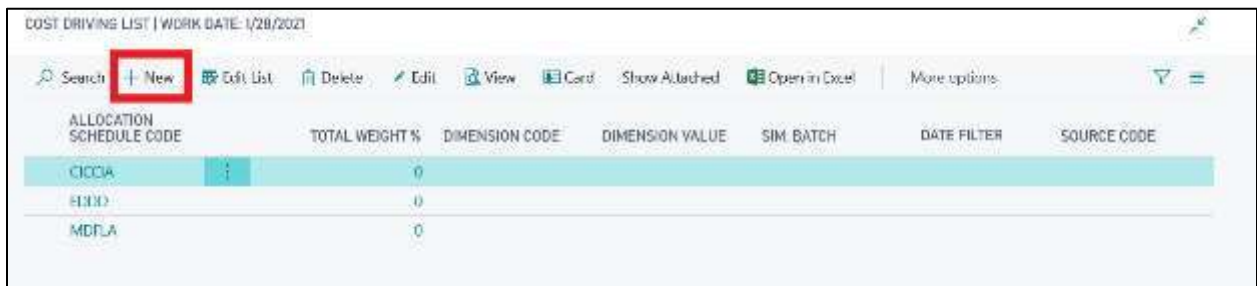 COST DRIVING LIST | WORK DATE: 1/28/2021
Search + New Edit List Delete Edit View Card Show Attached Open in Excel More options
ALLOCATION
SCHEDULE CODE TOTAL WEIGHT % DIMENSION CODE DIMENSION VALUE SIM. BATCH DATE FILTER SOURCE CODE
0
0
0